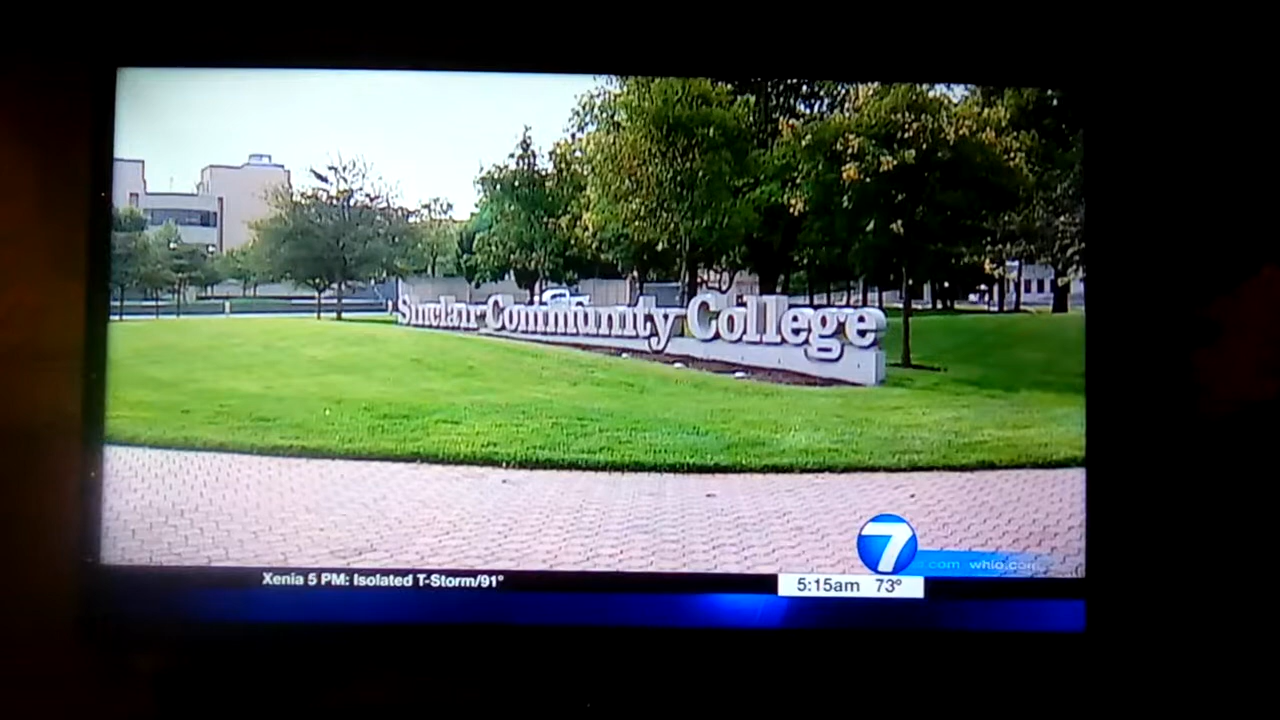 Sinclair Community College
7
whio.com
Xenia 5 PM: Isolated T-Storm/91°
5:15am 73°